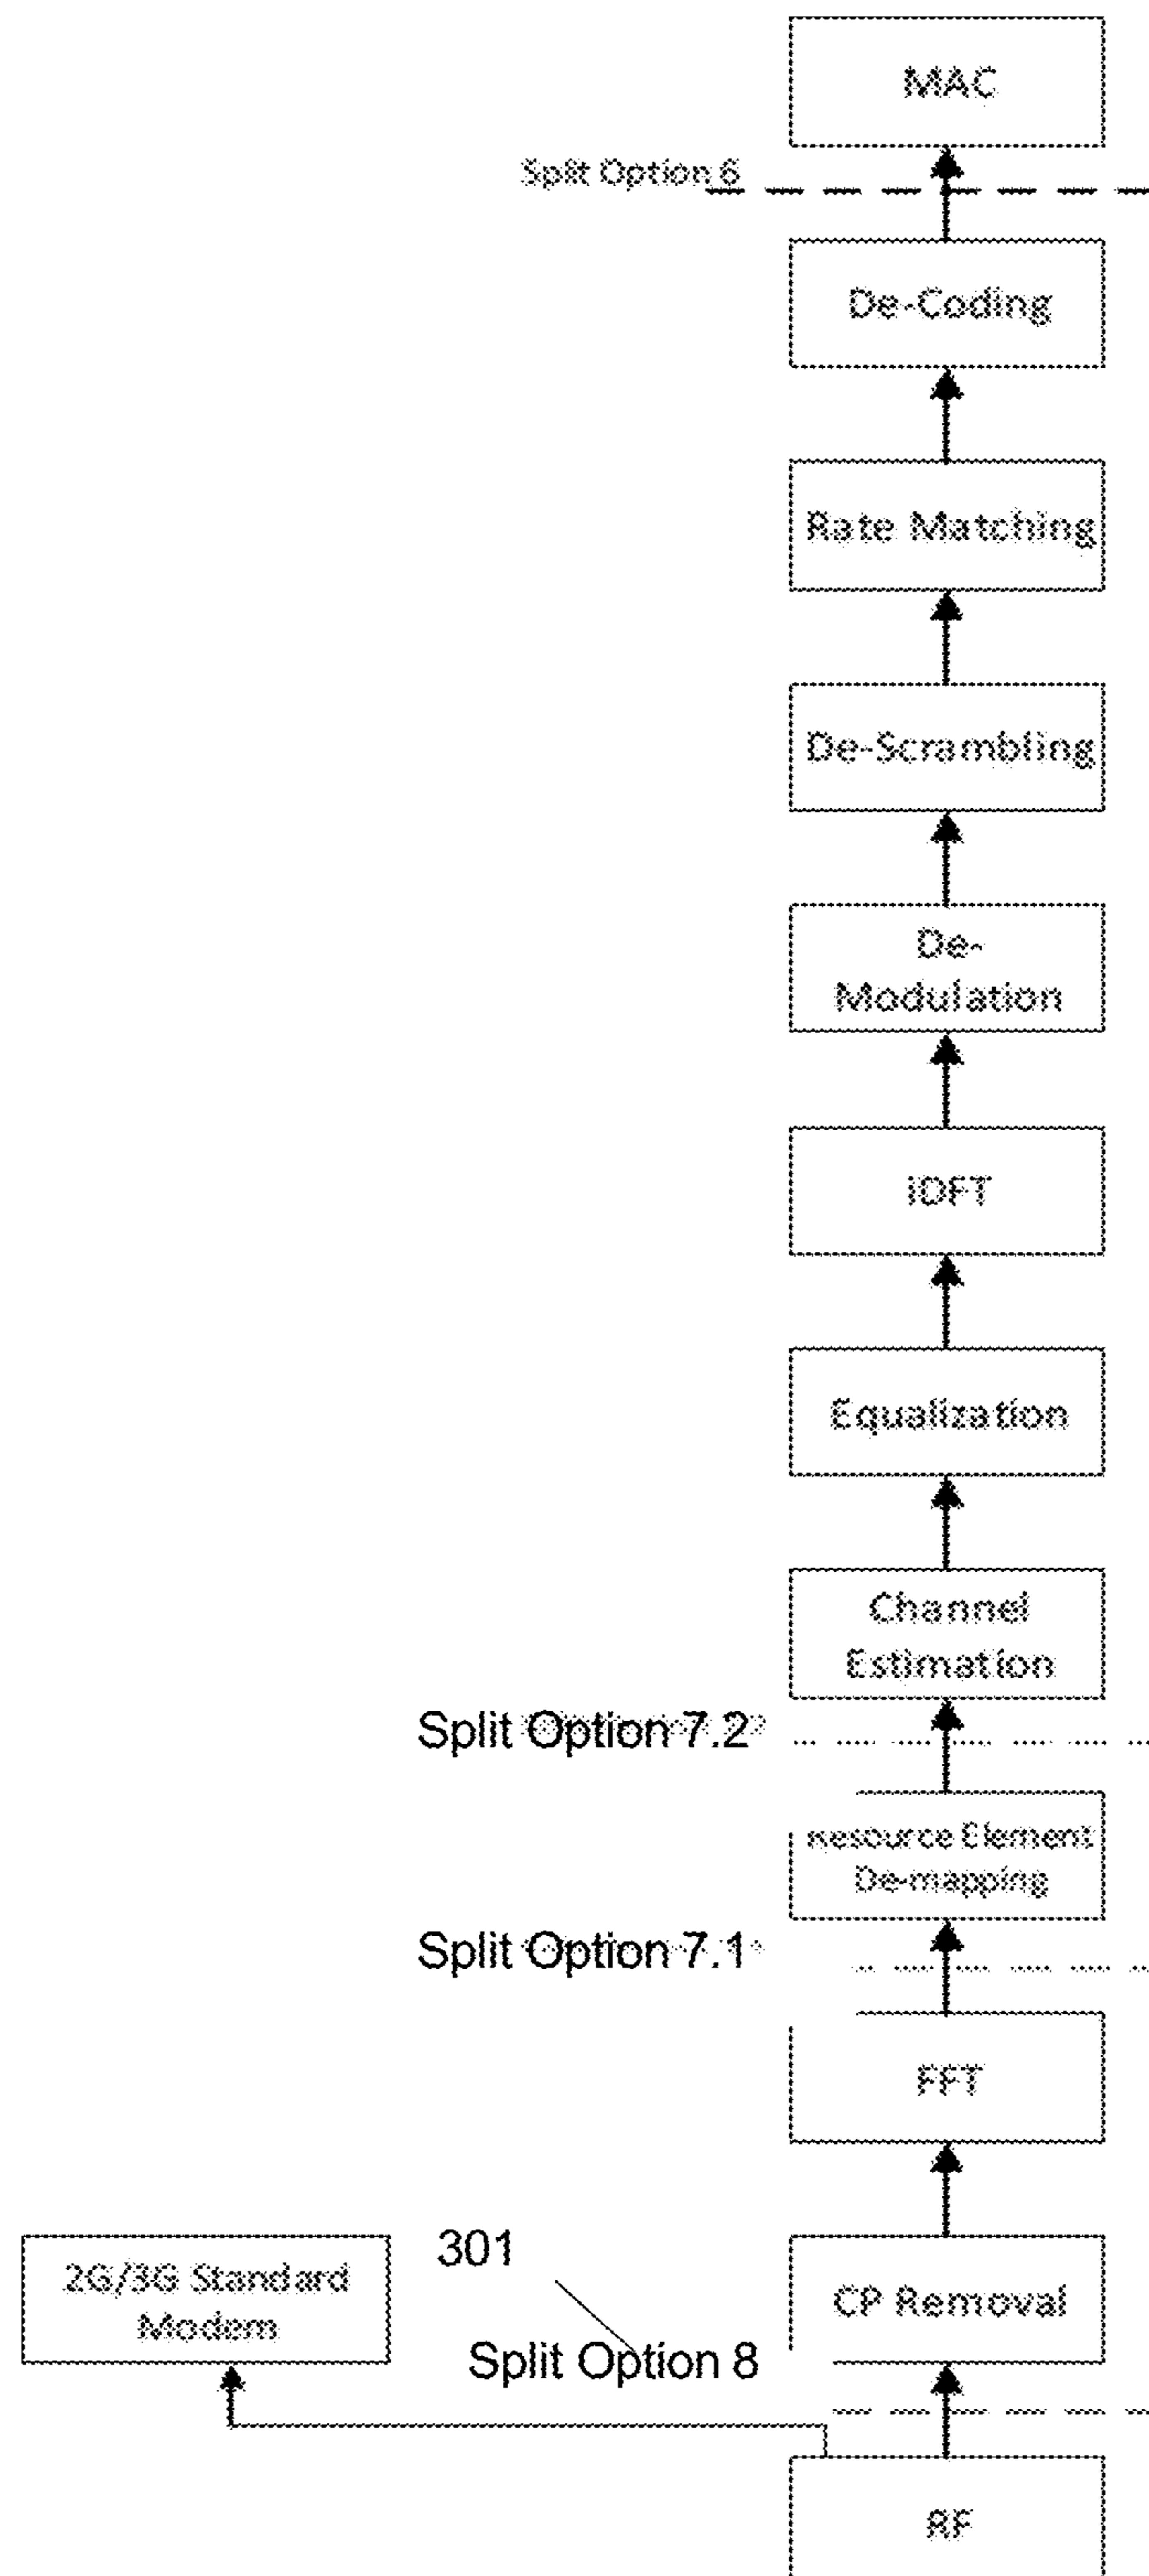 MAC
Split Option 6
De-Coding
Rate Matching
De-Scrambling
De-
Modulation
IDFT
Equalization
Channel
Estimation
Split Option 7.2
Resource Element
De-mapping
Split Option 7.1
FFT
2G/3G Standard
Modem
301
CP Removal
Split Option 8
RF